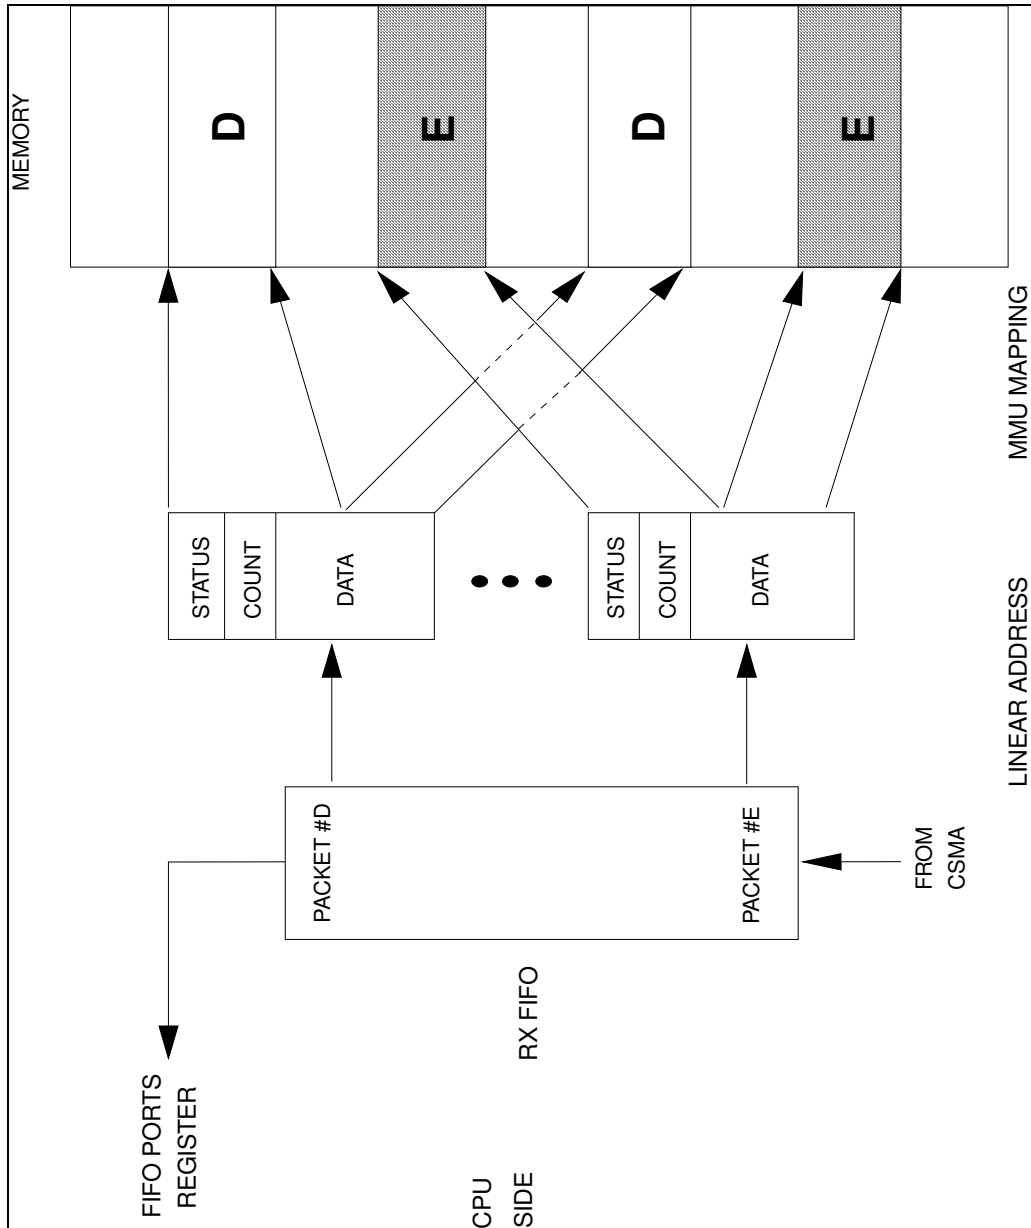 MEMORY
D
E
D
E
STATUS
COUNT
DATA
STATUS
COUNT
DATA
MMU MAPPING
LINEAR ADDRESS
PACKET #D
PACKET #E
FROM
CSMA
RX FIFO
FIFO PORTS
REGISTER
CPU
SIDE